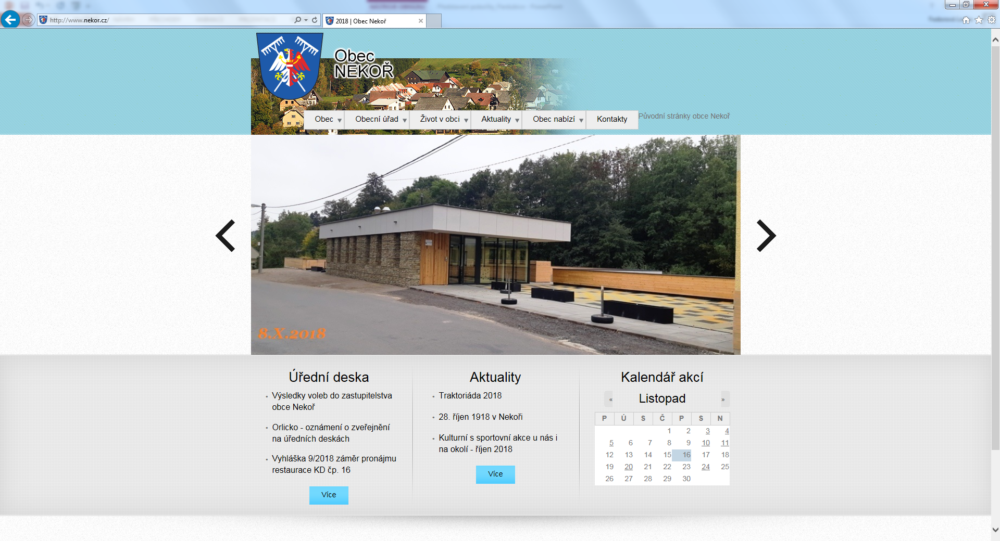 http://www.nekor.cz/
2018 | Obec Nekoř
Obec
NEKOŘ
Obec
Obecní úřad
Život v obci
Aktuality
Obec nabízí
Kontakty
Původní stránky obce Nekoř
8.X.2018
Úřední deska
Výsledky voleb do zastupitelstva
obce Nekoř
Orlicko - oznámení o zveřejnění
na úředních deskách
Vyhláška 9/2018 záměr pronájmu
restaurace KD čp. 16
Více
Aktuality
Traktoriáda 2018
28. říjen 1918 v Nekoři
Kulturní s sportovní akce u nás i
na okolí - říjen 2018
Více
Kalendář akcí
« Listopad »
P Ú S Č P S N
1 2 3 4
5 6 7 8 9 10 11
12 13 14 15 16 17 18
19 20 21 22 23 24 25
26 27 28 29 30